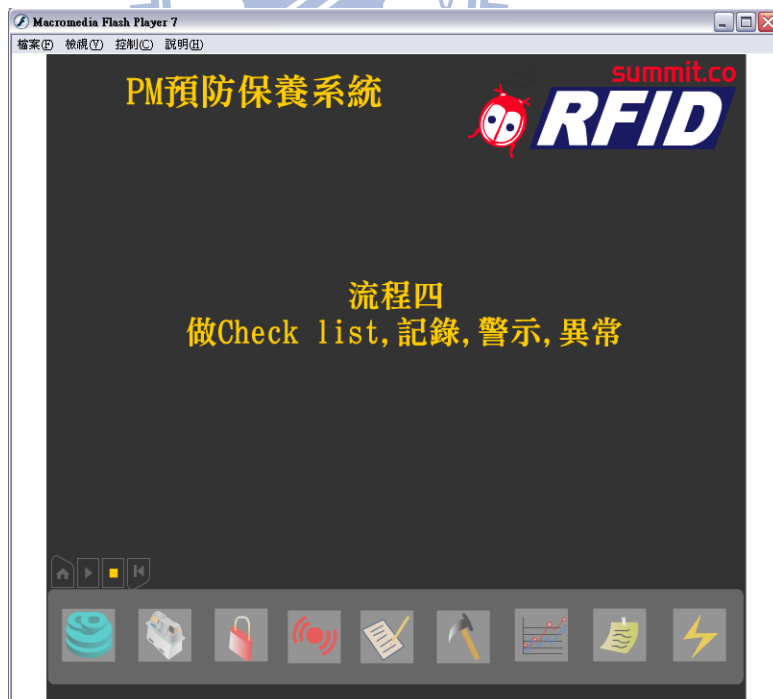 Macromedia Flash Player 7
檔案(F) 檢視(V) 控制(C) 說明(H)
PM預防保養系統
summit.co
RFID
流程四
做Check list,記錄,警示,異常